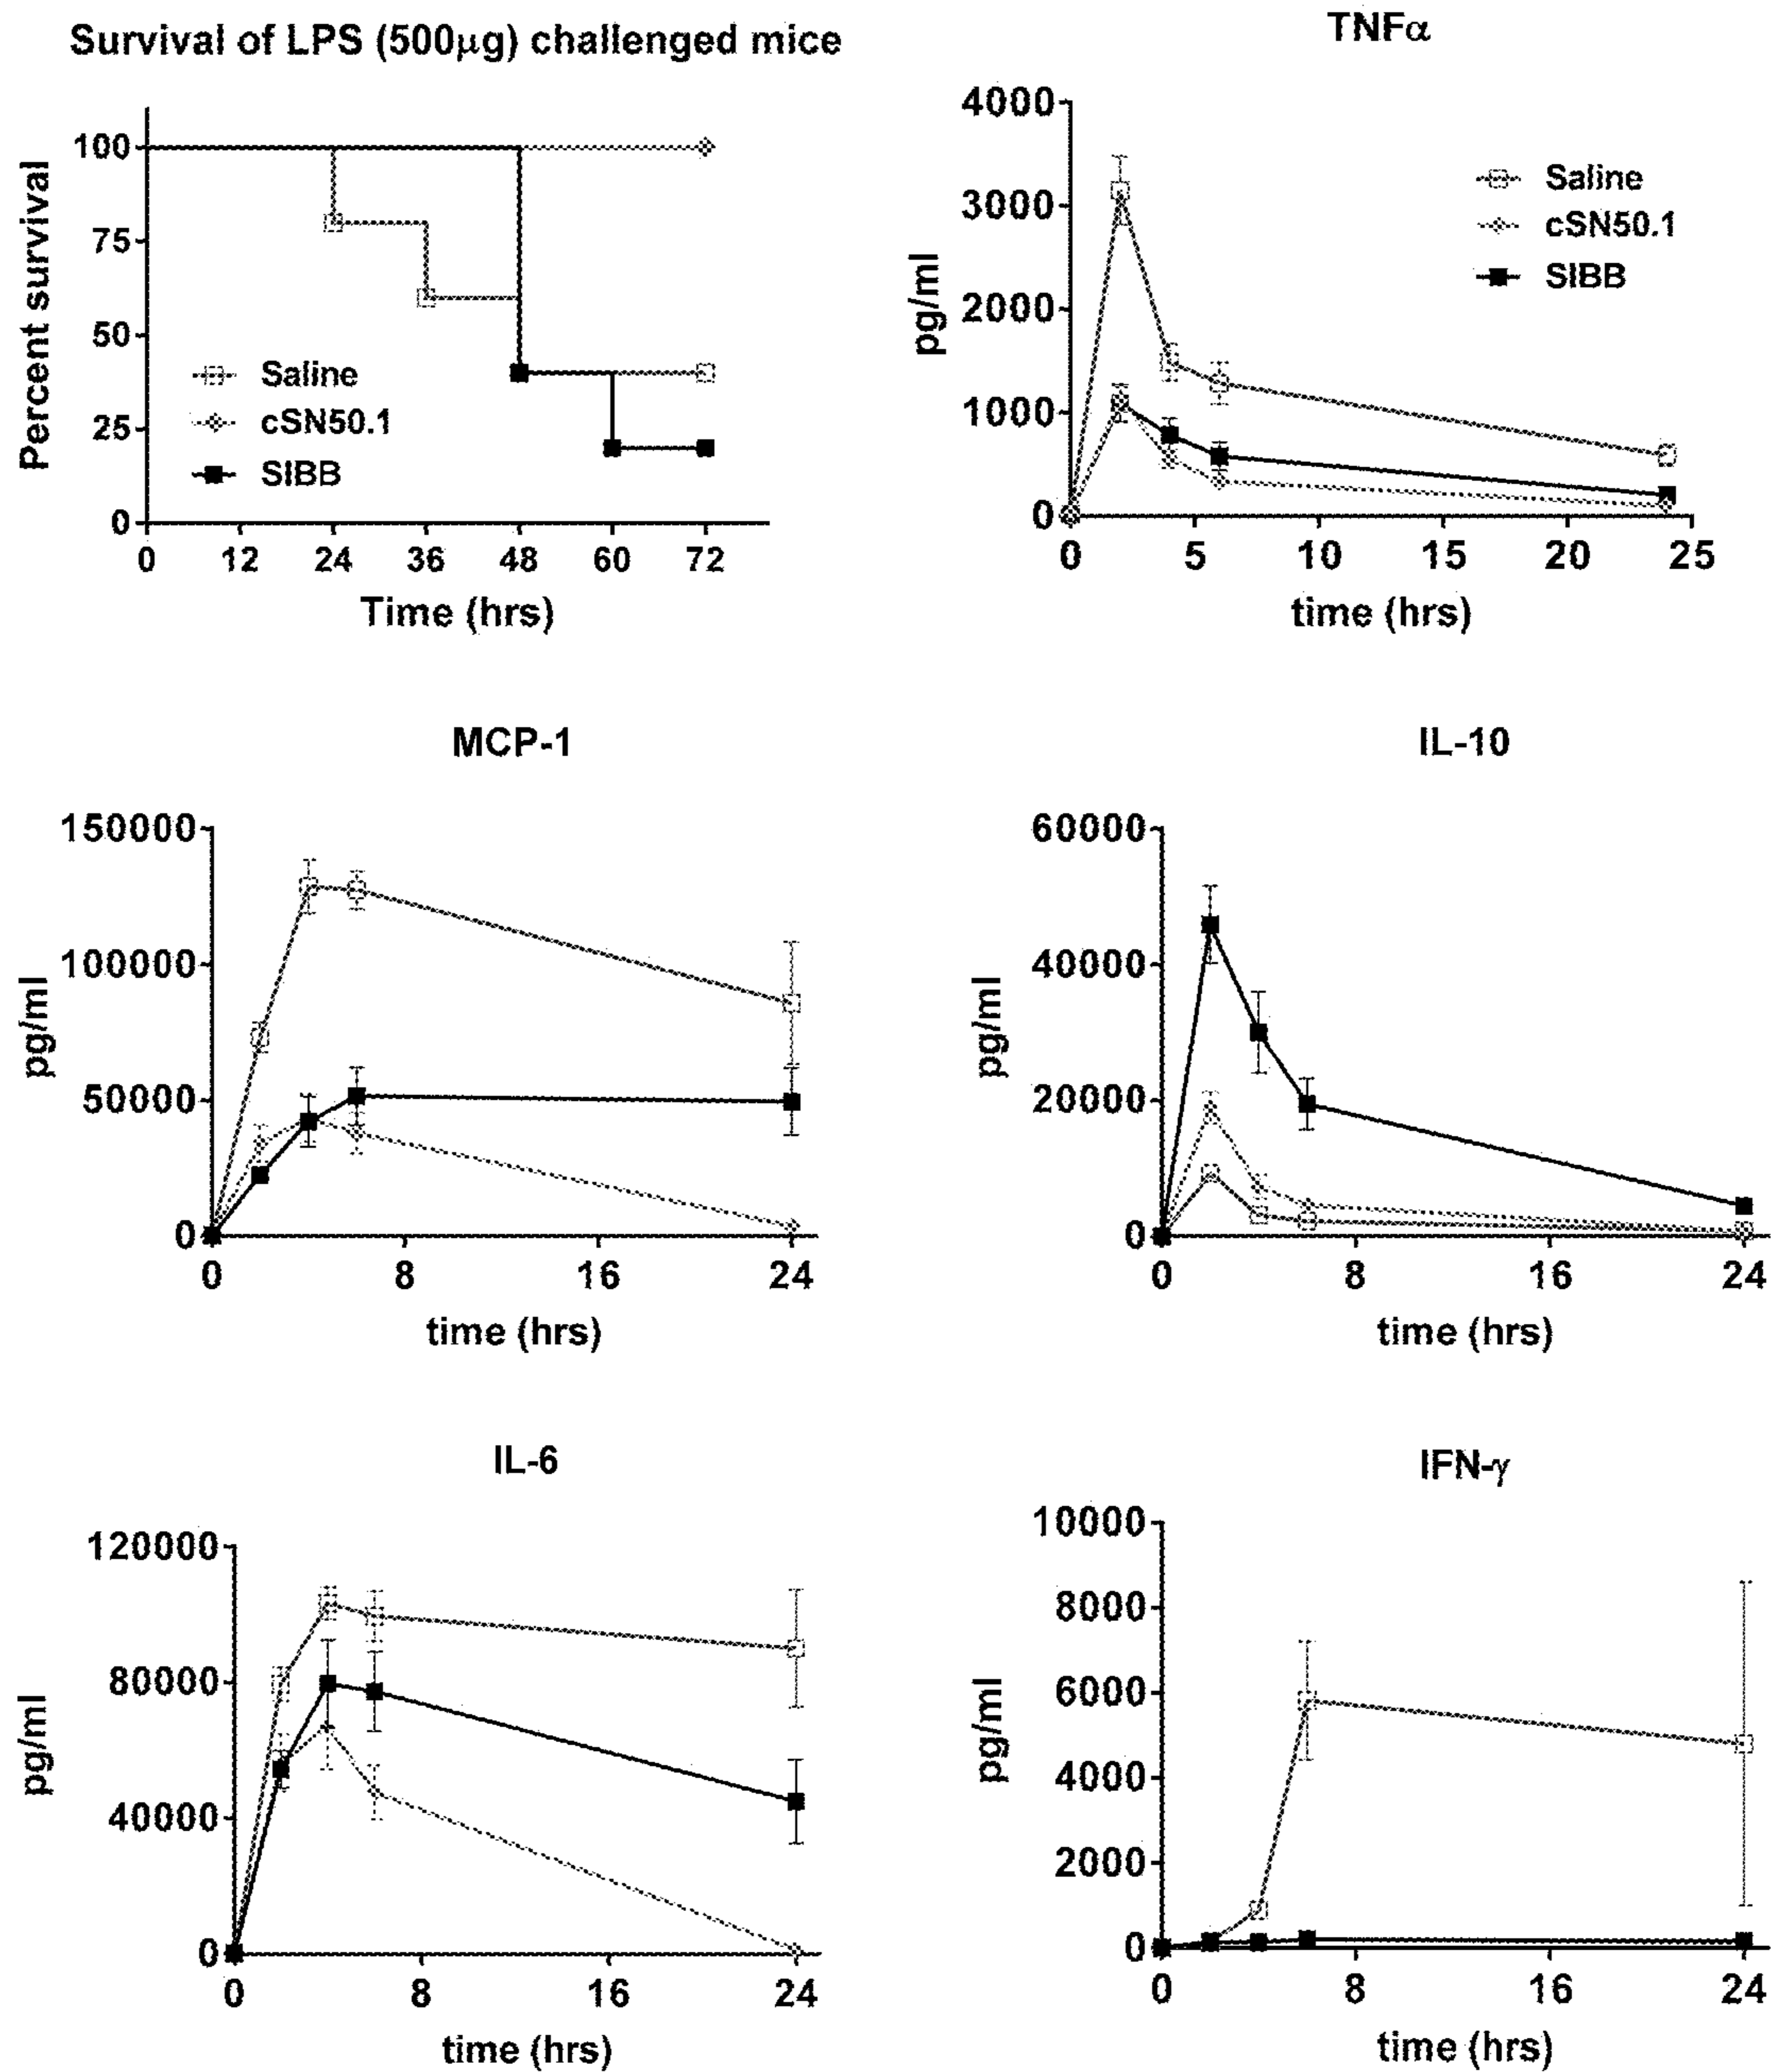 Survival of LPS (500μg) challenged mice
Percent survival
100
75
50
25
0
Saline
cSN50.1
SIBB
0 12 24 36 48 60 72
Time (hrs)
TNFα
pg/ml
4000
3000
2000
1000
0
Saline
cSN50.1
SIBB
0 5 10 15 20 25
time (hrs)
MCP-1
pg/ml
150000
100000
50000
0
0 8 16 24
time (hrs)
IL-10
pg/ml
60000
40000
20000
0
0 8 16 24
time (hrs)
IL-6
pg/ml
120000
80000
40000
0
0 8 16 24
time (hrs)
IFN-γ
pg/ml
10000
8000
6000
4000
2000
0
0 8 16 24
time (hrs)